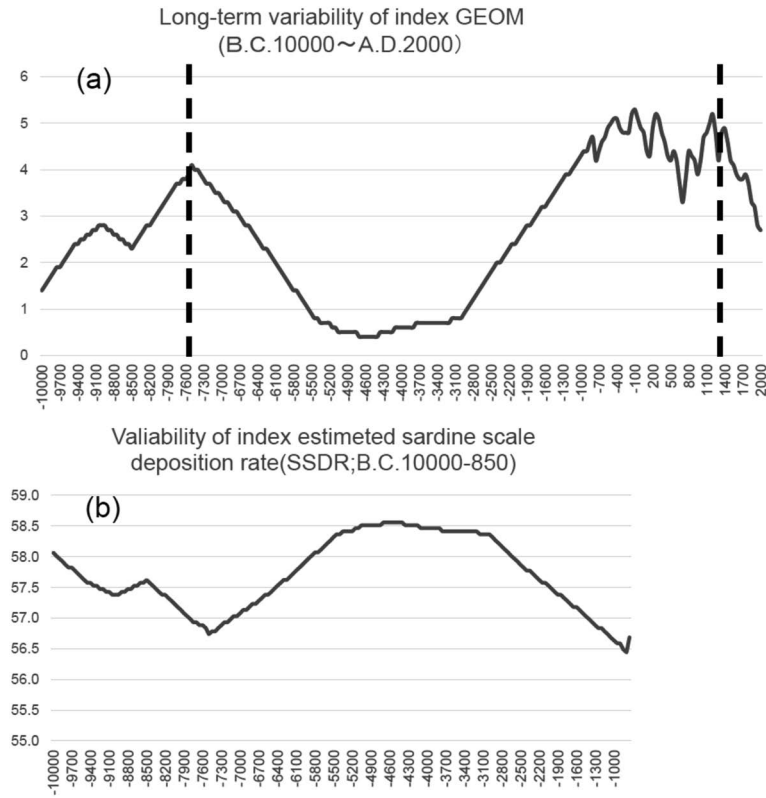 Long-term variability of index GEOM
(B.C.10000～A.D.2000)
(a)
6
5
4
3
2
1
0
-10000 -9700 -9400 -9100 -8800 -8500 -8200 -7900 -7600 -7300 -7000 -6700 -6400 -6100 -5800 -5500 -5200 -4900 -4600 -4300 -4000 -3700 -3400 -3100 -2800 -2500 -2200 -1900 -1600 -1300 -1000 -700 -400 -100 200 500 800 1100 1400 1700 2000
Valiability of index estimeted sardine scale
deposition rate(SSDR;B.C.10000-850)
(b)
59.0
58.5
58.0
57.5
57.0
56.5
56.0
55.5
55.0
-10000 -9700 -9400 -9100 -8800 -8500 -8200 -7900 -7600 -7300 -7000 -6700 -6400 -6100 -5800 -5500 -5200 -4900 -4600 -4300 -4000 -3700 -3400 -3100 -2800 -2500 -2200 -1900 -1600 -1300 -1000